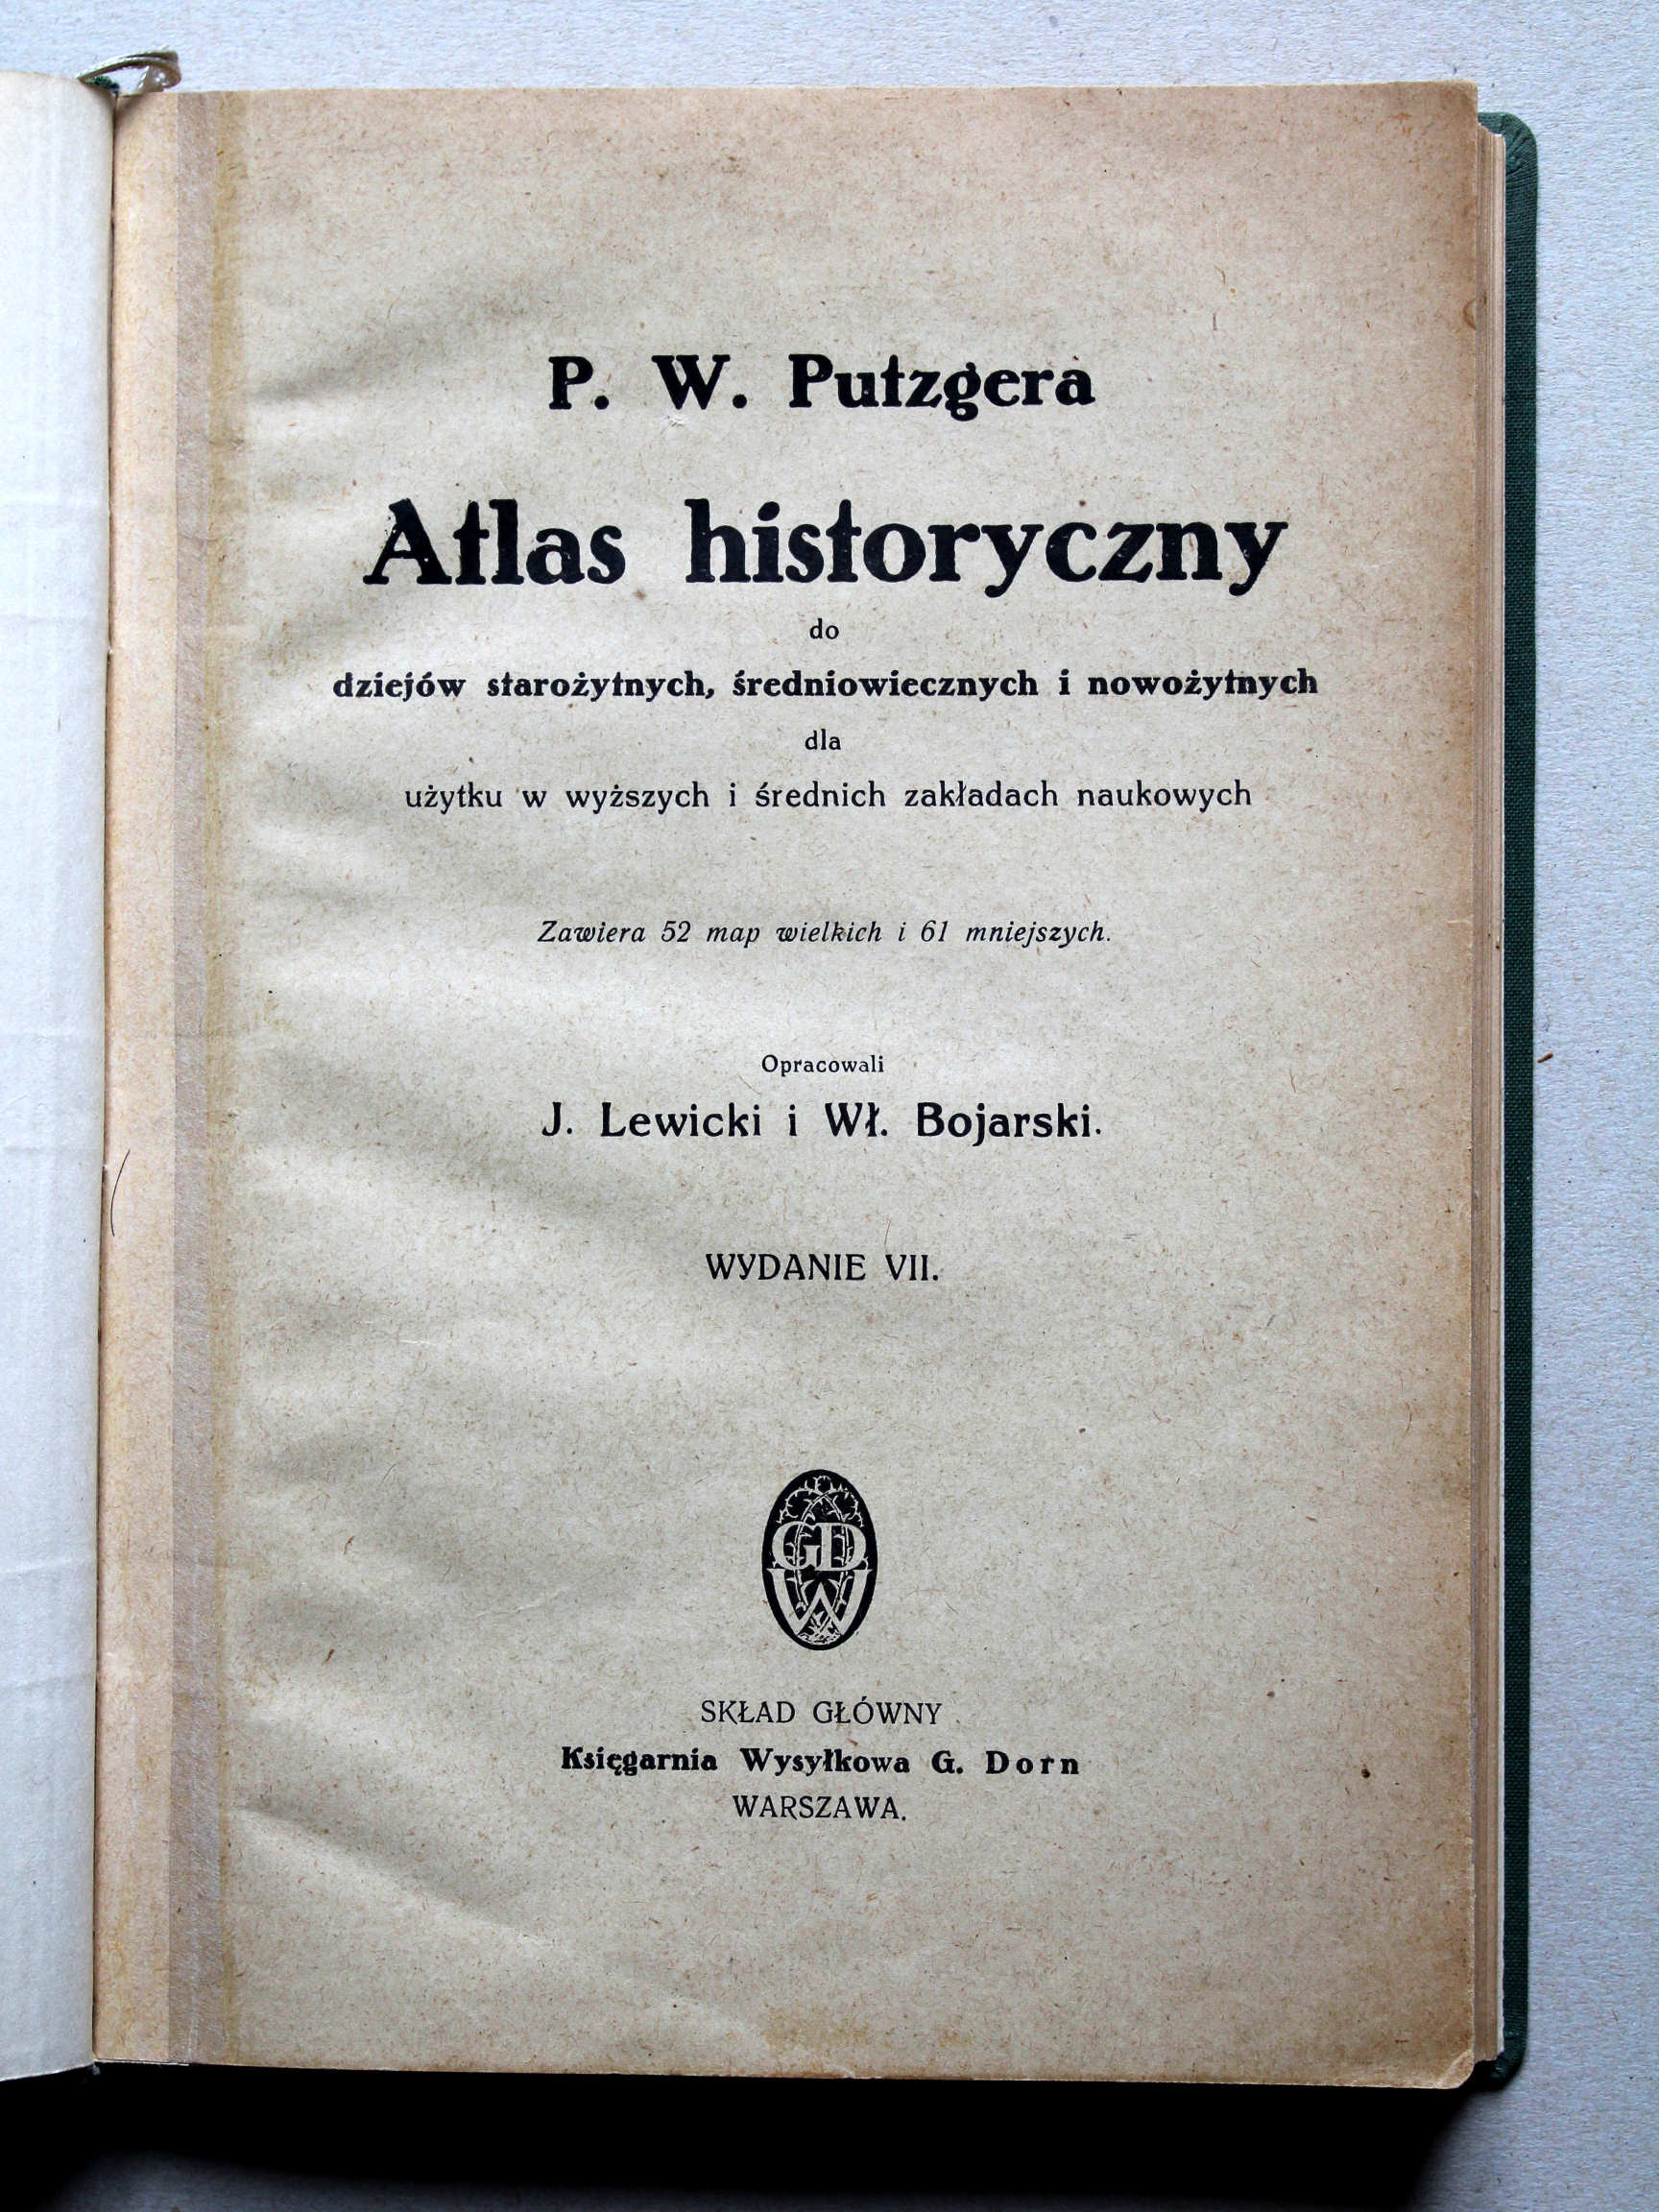 P. W. Putzgera
Atlas historyczny
do
dziejów starożytnych, średniowiecznych i nowożytnych
dla
użytku w wyższych i średnich zakładach naukowych
Zawiera 52 map wielkich i 61 mniejszych.
Opracowali
J. Lewicki i Wł. Bojarski.
WYDANIE VII.
GD
W
SKŁAD GŁÓWNY
Księgarnia Wysyłkowa G. Dorn
WARSZAWA.